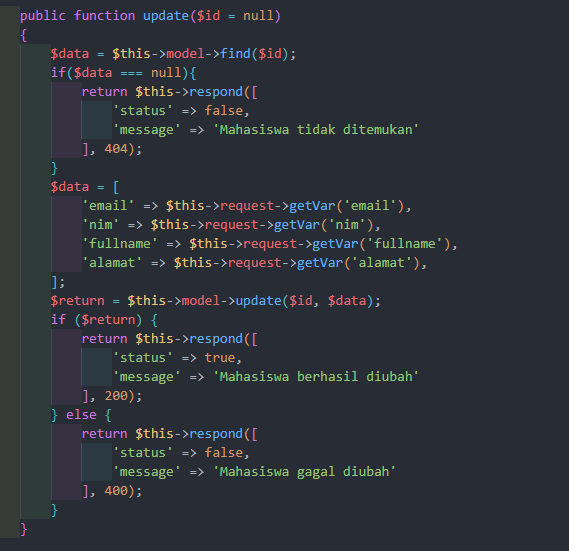 public function update($id = null)
{
    $data = $this->model->find($id);
    if($data === null){
        return $this->respond([
            'status' => false,
            'message' => 'Mahasiswa tidak ditemukan'
        ], 404);
    }
    $data = [
        'email' => $this->request->getVar('email'),
        'nim' => $this->request->getVar('nim'),
        'fullname' => $this->request->getVar('fullname'),
        'alamat' => $this->request->getVar('alamat'),
    ];
    $return = $this->model->update($id, $data);
    if ($return) {
        return $this->respond([
            'status' => true,
            'message' => 'Mahasiswa berhasil diubah'
        ], 200);
    } else {
        return $this->respond([
            'status' => false,
            'message' => 'Mahasiswa gagal diubah'
        ], 400);
    }
}